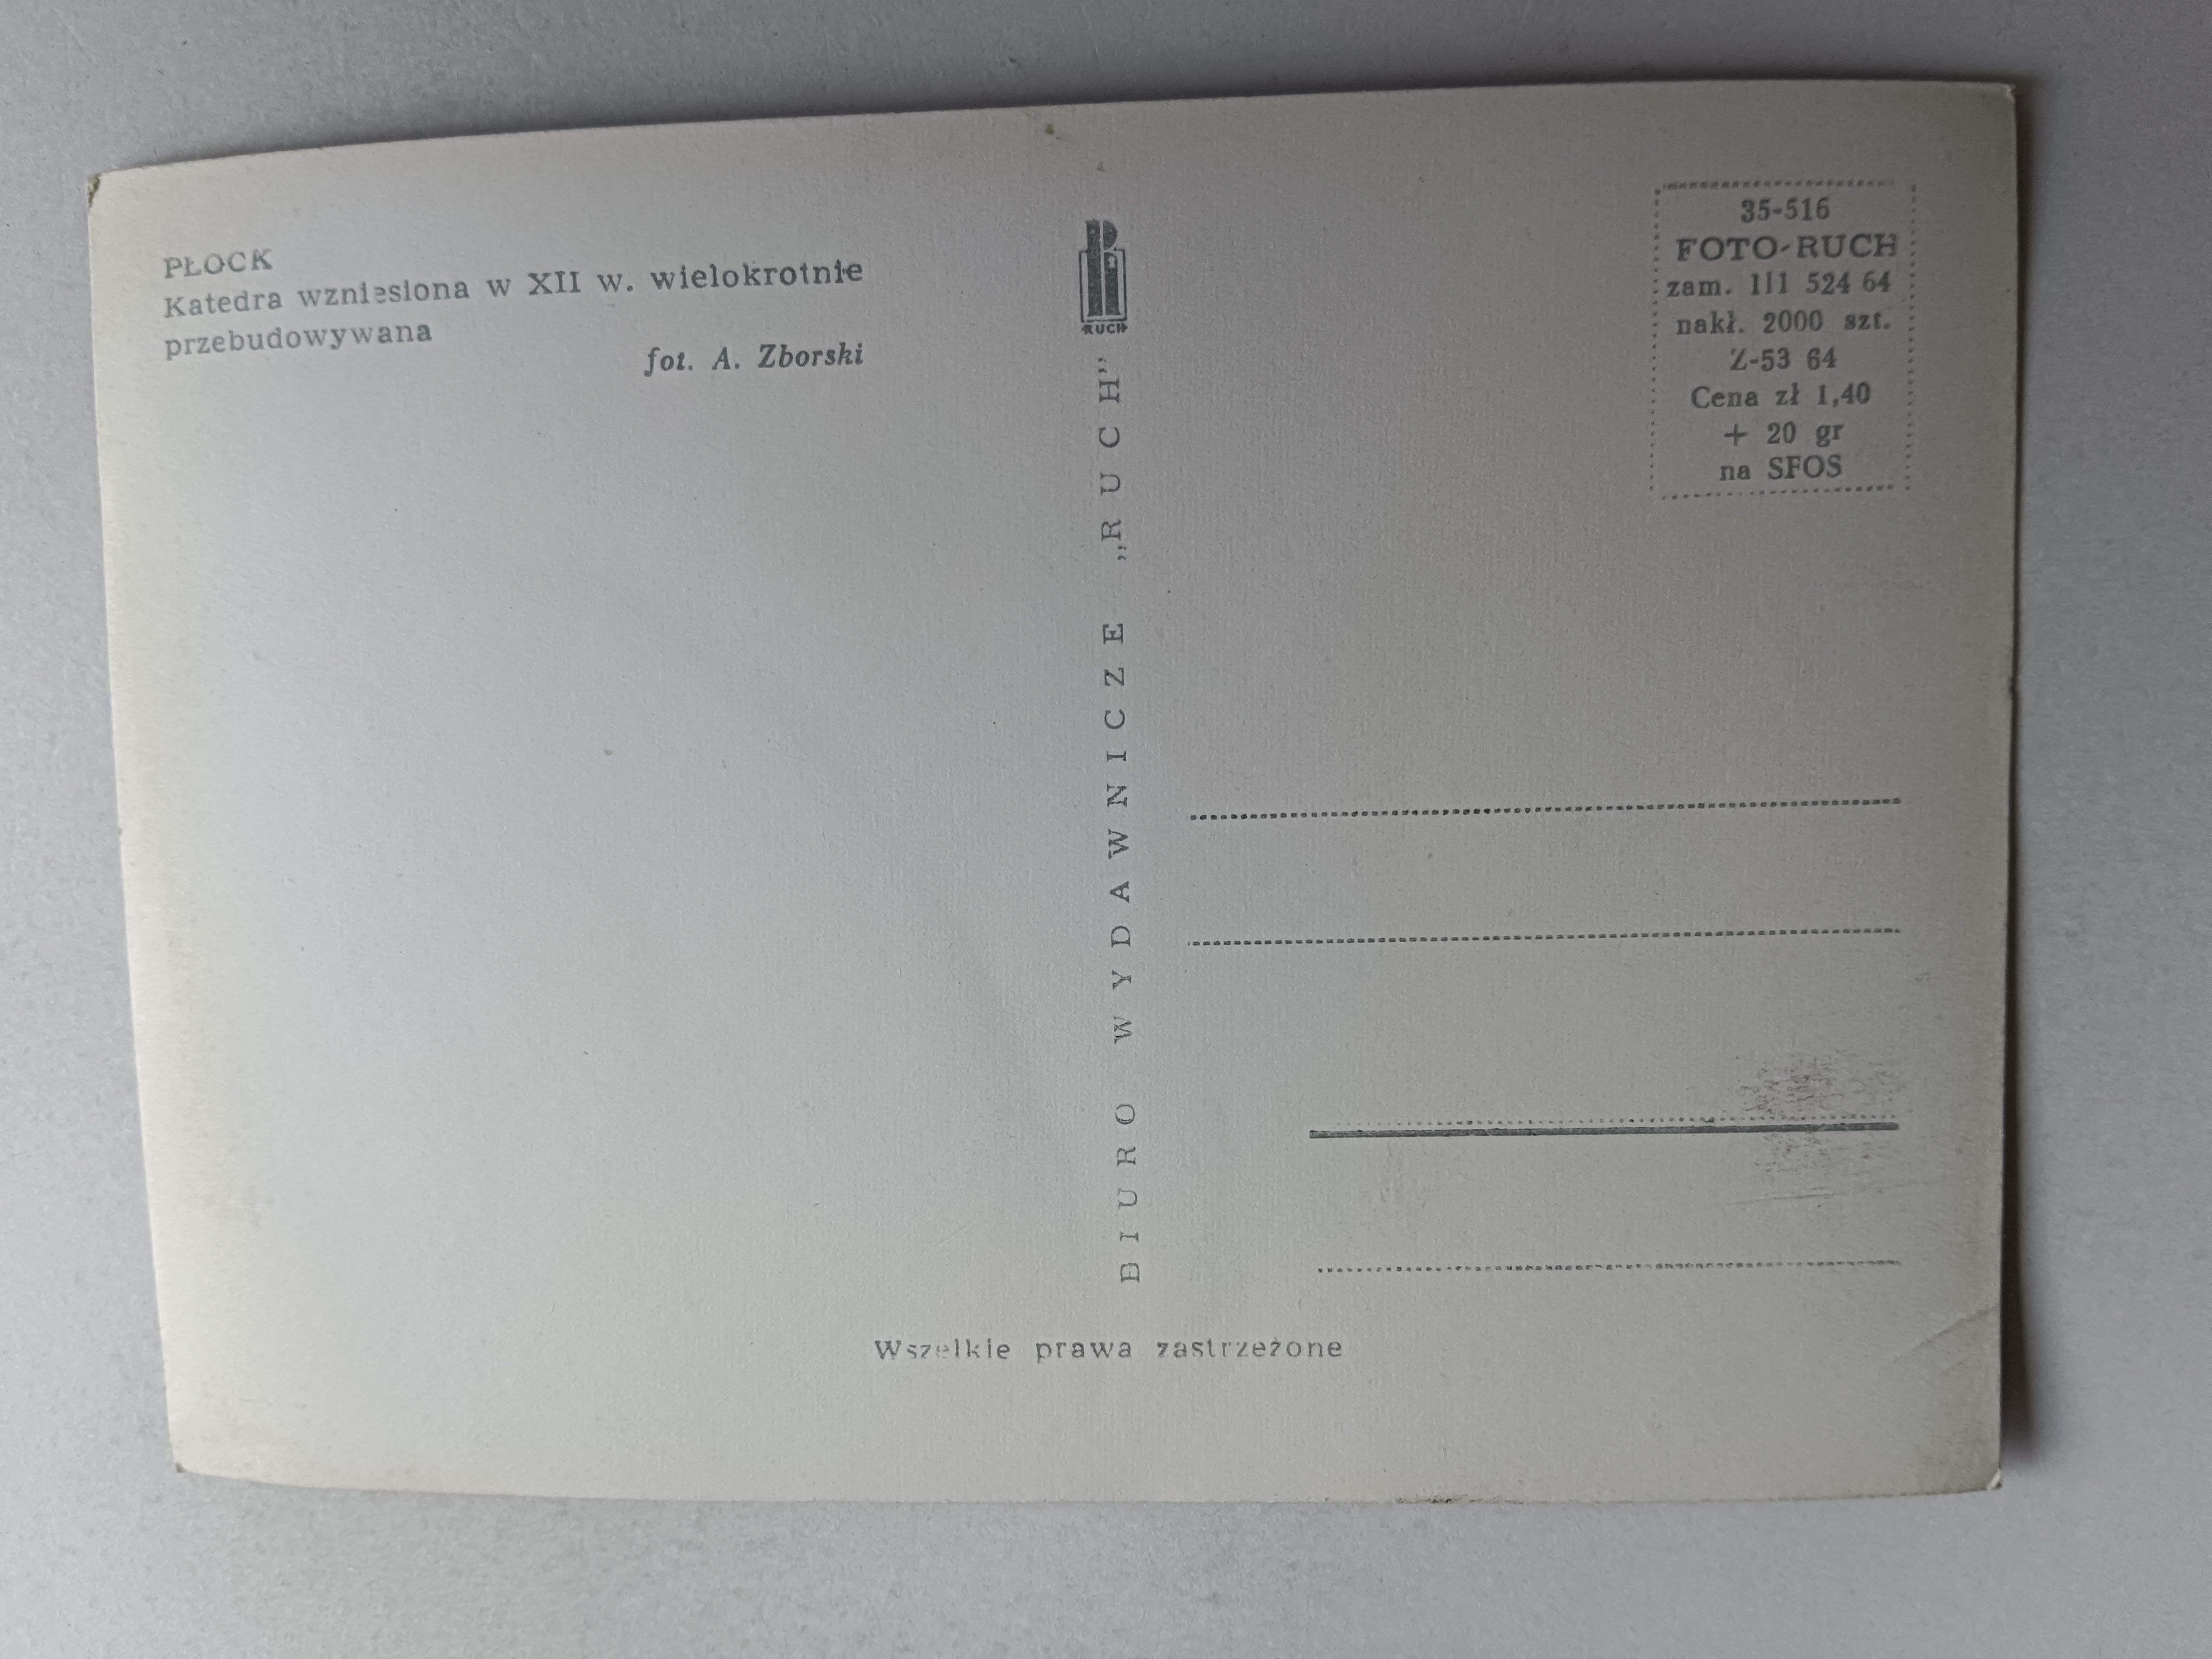 PŁOCK
Katedra wzniesiona w XII w. wielokrotnie
przebudowywana
fot. A. Zborski
RUCH
BIURO WYDAWNICZE „RUCH”
35-516
FOTO-RUCH
zam. 111 524 64
nakł. 2000 szt.
Z-53 64
Cena zł 1,40
+ 20 gr
na SFOS
Wszelkie prawa zastrzeżone